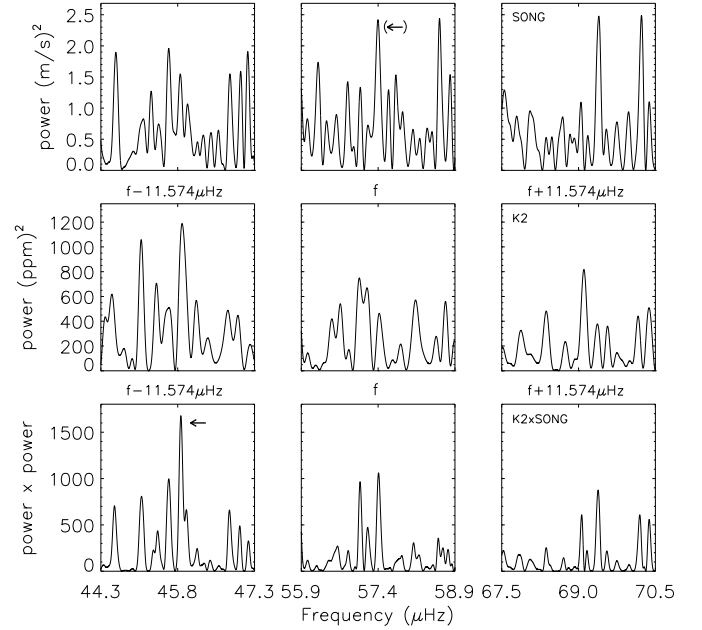 2.5
2.0
1.5
1.0
0.5
0.0
power (m/s)²
(←)
SONG
f−11.574μHz
f
f+11.574μHz
1200
1000
800
600
400
200
0
power (ppm)²
K2
f−11.574μHz
f
f+11.574μHz
1500
1000
500
0
power x power
←
K2xSONG
44.3 45.8 47.3 55.9 57.4 58.9 67.5 69.0 70.5
Frequency (μHz)